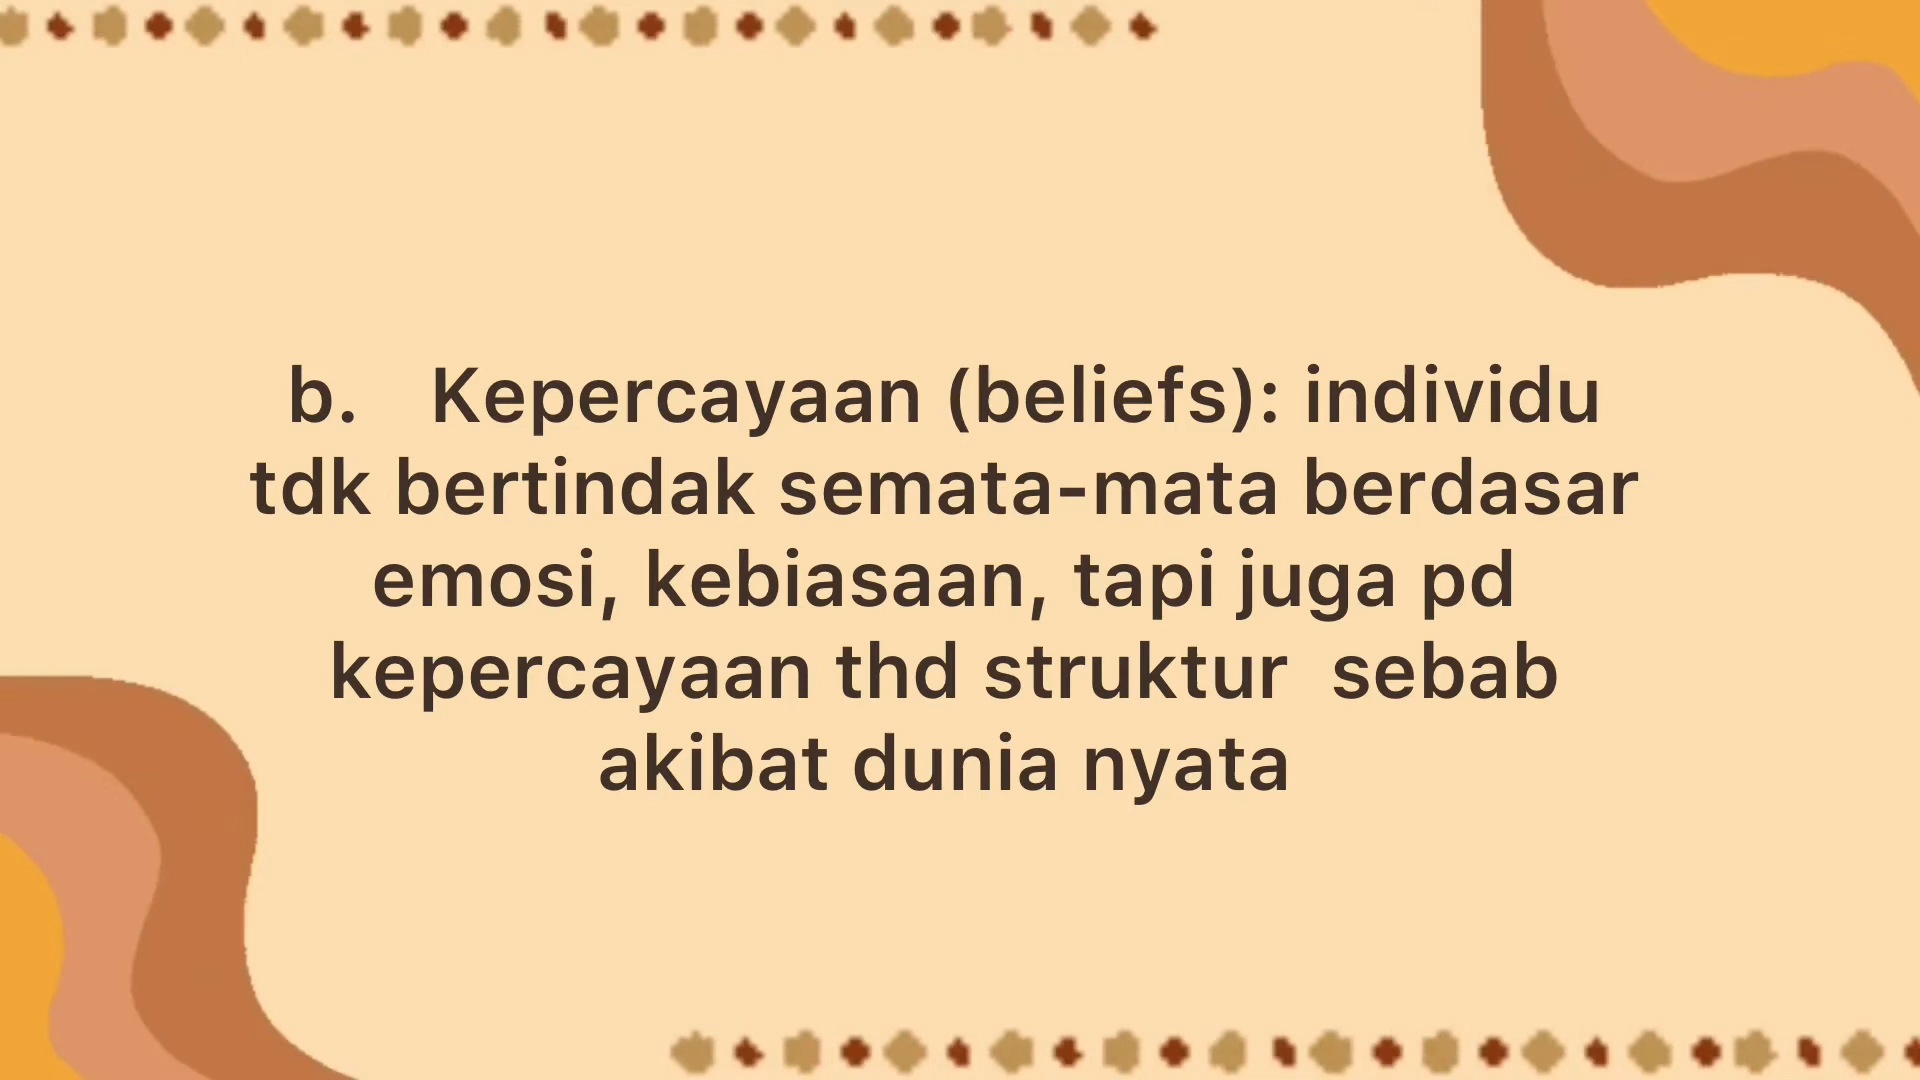 b. Kepercayaan (beliefs): individu
tdk bertindak semata-mata berdasar
emosi, kebiasaan, tapi juga pd
kepercayaan thd struktur  sebab
akibat dunia nyata